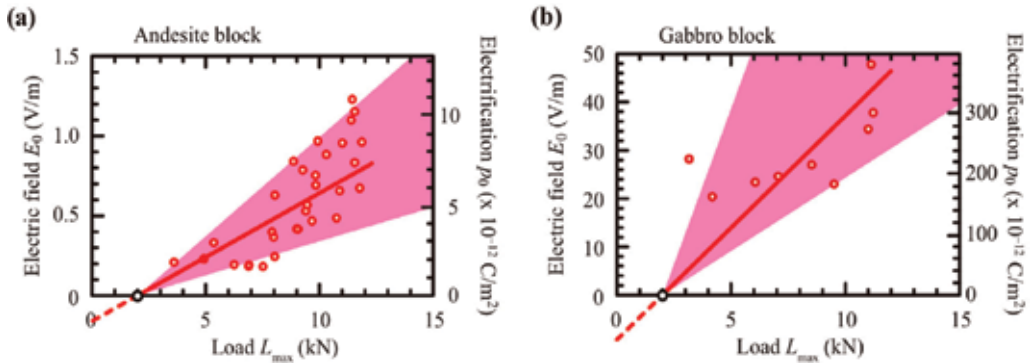 (a)
Andesite block
1.5
1.0
0.5
0
Electric field E₀ (V/m)
10
5
0
Electrification p₀ (x 10⁻¹² C/m²)
0 5 10 15
Load Lmax (kN)
(b)
Gabbro block
50
40
30
20
10
0
Electric field E₀ (V/m)
300
200
100
0
Electrification p₀ (x 10⁻¹² C/m²)
0 5 10 15
Load Lmax (kN)